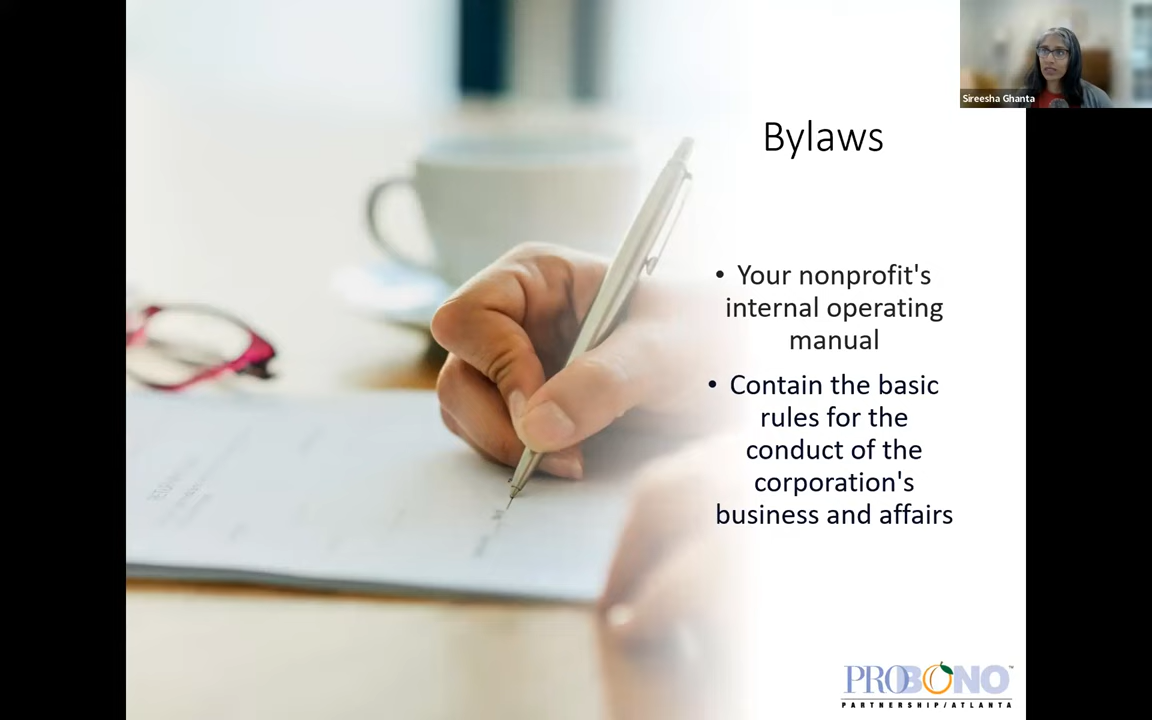 Sireesha Ghanta
Bylaws
• Your nonprofit's
internal operating
manual
• Contain the basic
rules for the
conduct of the
corporation's
business and affairs
PROBONO™
PARTNERSHIP/ATLANTA